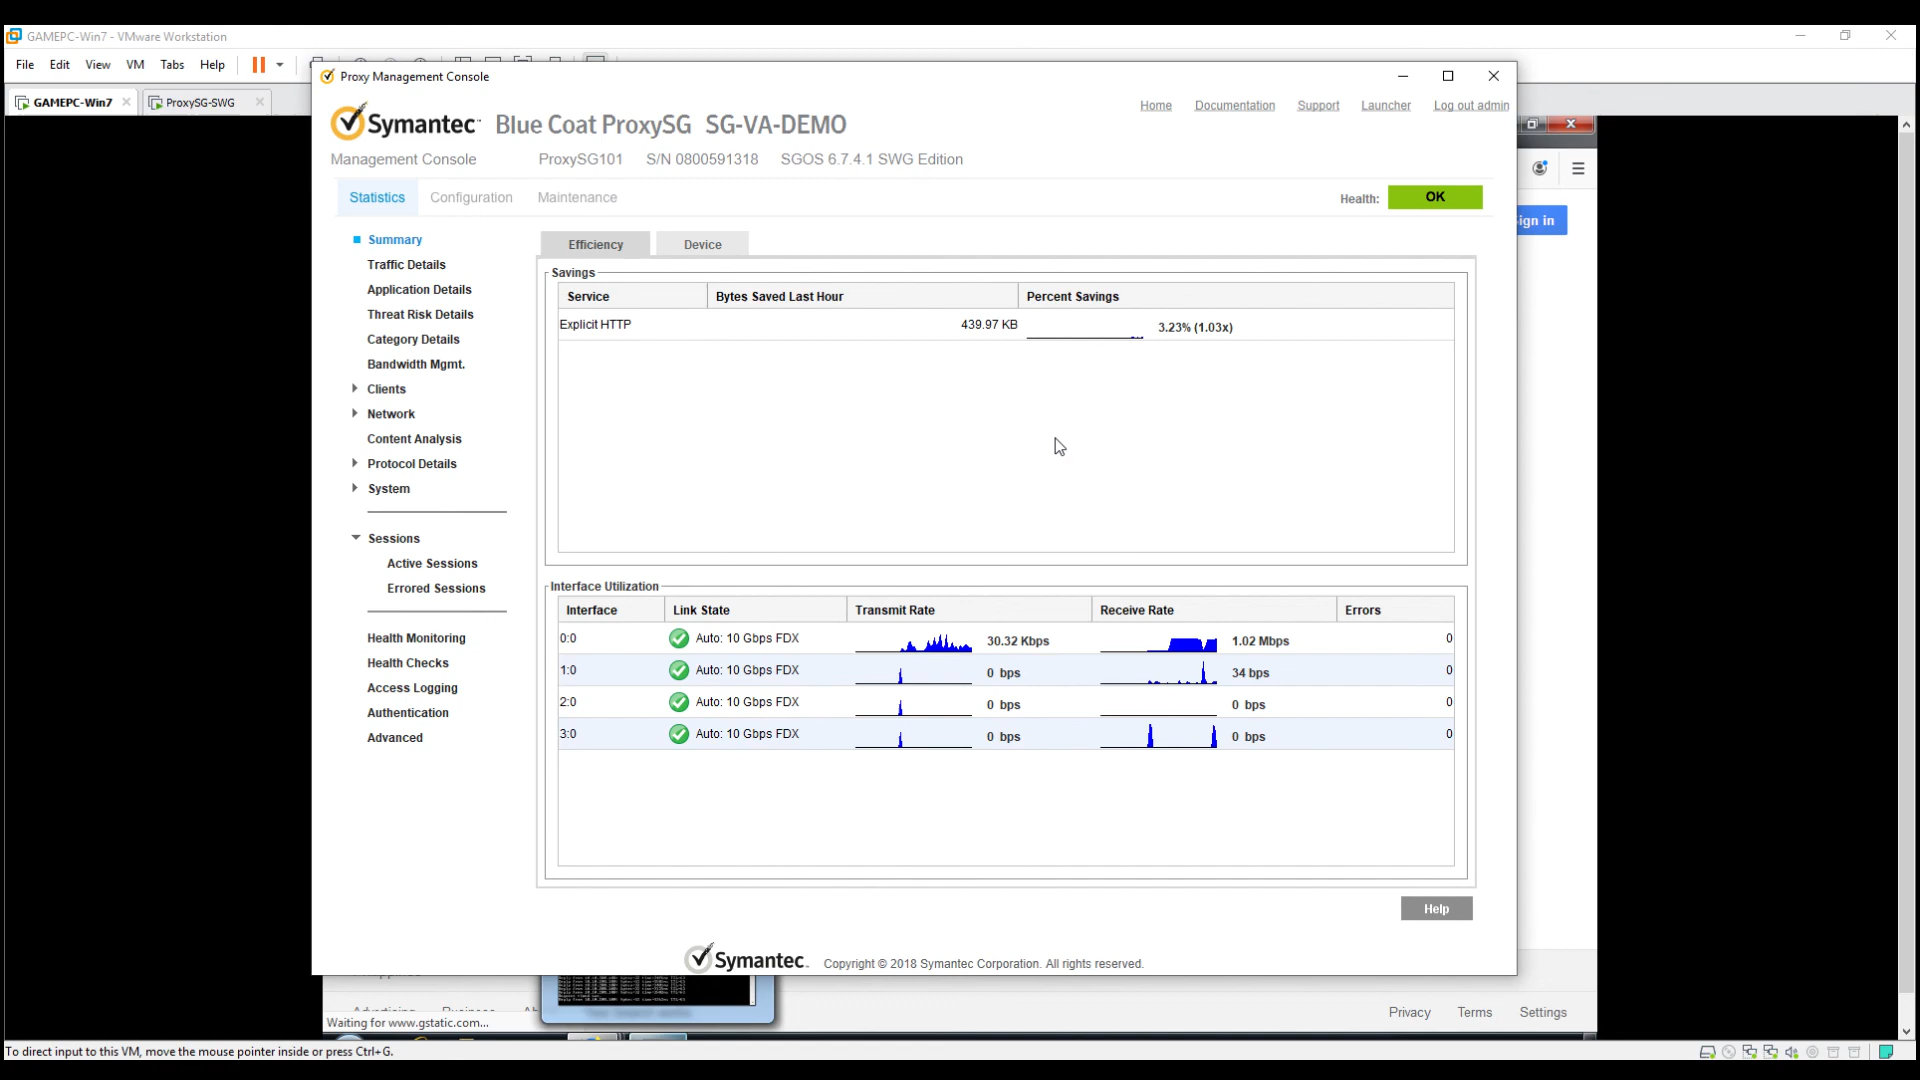 GAMEPC-Win7 - VMware Workstation
File Edit View VM Tabs Help
GAMEPC-Win7 ProxySG-SWG
Proxy Management Console
Home Documentation Support Launcher Log out admin
Symantec Blue Coat ProxySG SG-VA-DEMO
Management Console ProxySG101 S/N 0800591318 SGOS 6.7.4.1 SWG Edition
Statistics Configuration Maintenance Health: OK
Sign in
Summary
Traffic Details
Application Details
Threat Risk Details
Category Details
Bandwidth Mgmt.
Clients
Network
Content Analysis
Protocol Details
System
Sessions
Active Sessions
Errored Sessions
Health Monitoring
Health Checks
Access Logging
Authentication
Advanced
Efficiency Device
Savings
Service Bytes Saved Last Hour Percent Savings
Explicit HTTP 439.97 KB 3.23% (1.03x)
Interface Utilization
Interface Link State Transmit Rate Receive Rate Errors
0:0 Auto: 10 Gbps FDX 30.32 Kbps 1.02 Mbps 0
1:0 Auto: 10 Gbps FDX 0 bps 34 bps 0
2:0 Auto: 10 Gbps FDX 0 bps 0 bps 0
3:0 Auto: 10 Gbps FDX 0 bps 0 bps 0
Help
Symantec. Copyright © 2018 Symantec Corporation. All rights reserved.
Privacy Terms Settings
Waiting for www.gstatic.com...
To direct input to this VM, move the mouse pointer inside or press Ctrl+G.